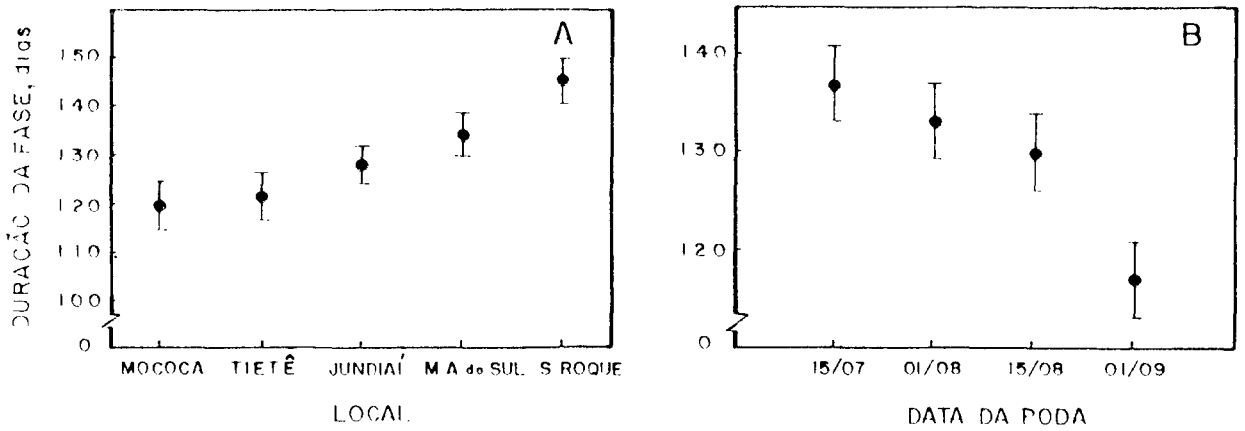 A
DURAÇÃO DA FASE, dias
150
140
130
120
110
100
0
MOCOCA TIETÊ JUNDIAÍ M A do SUL S ROQUE
LOCAL
B
140
130
120
0
15/07 01/08 15/08 01/09
DATA DA PODA